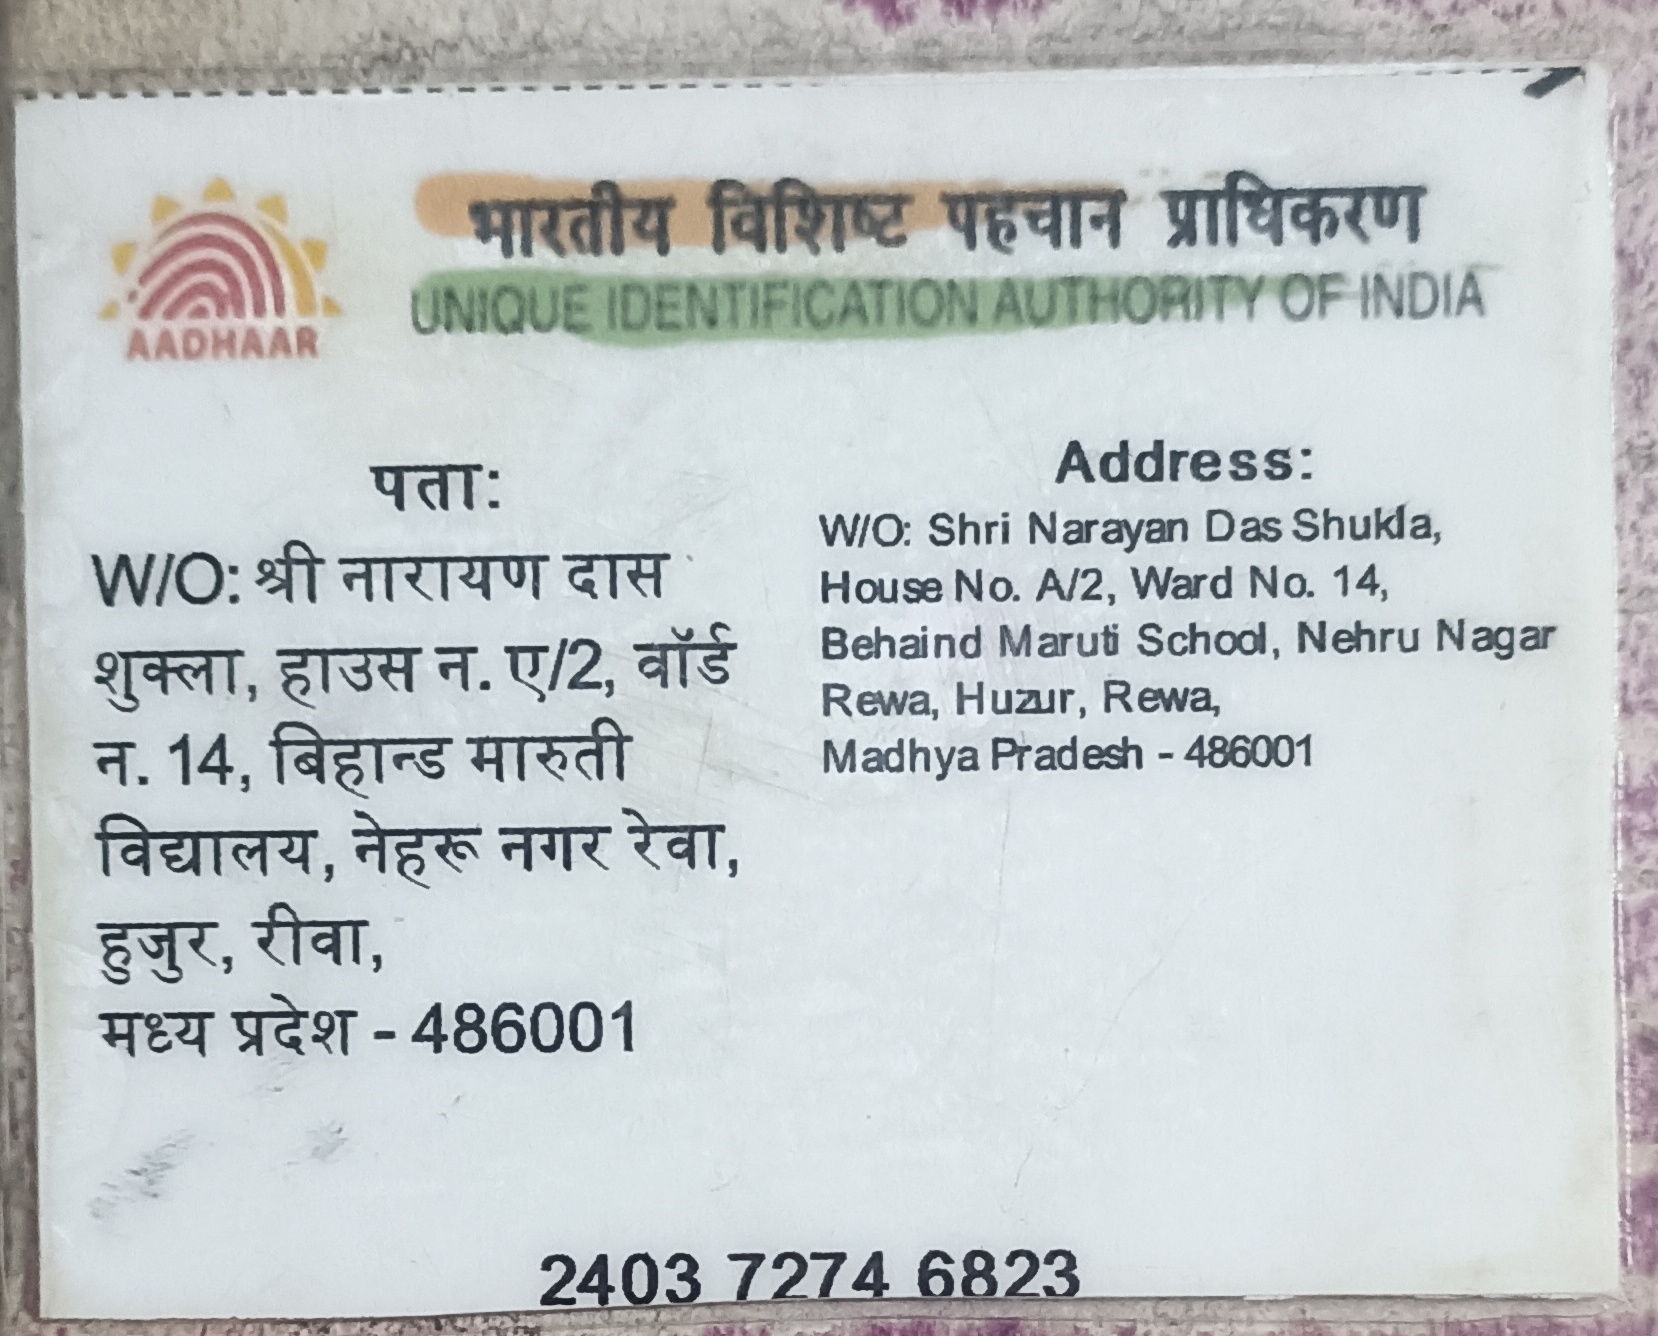 भारतीय विशिष्ट पहचान प्राधिकरण
UNIQUE IDENTIFICATION AUTHORITY OF INDIA
AADHAAR
पता:
W/O: श्री नारायण दास
शुक्ला, हाउस न. ए/2, वॉर्ड
न. 14, बिहान्ड मारुती
विद्यालय, नेहरू नगर रेवा,
हुजुर, रीवा,
मध्य प्रदेश - 486001
Address:
W/O: Shri Narayan Das Shukla,
House No. A/2, Ward No. 14,
Behaind Maruti School, Nehru Nagar
Rewa, Huzur, Rewa,
Madhya Pradesh - 486001
2403 7274 6823